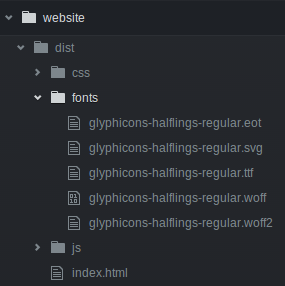 website
dist
css
fonts
glyphicons-halflings-regular.eot
glyphicons-halflings-regular.svg
glyphicons-halflings-regular.ttf
glyphicons-halflings-regular.woff
glyphicons-halflings-regular.woff2
js
index.html